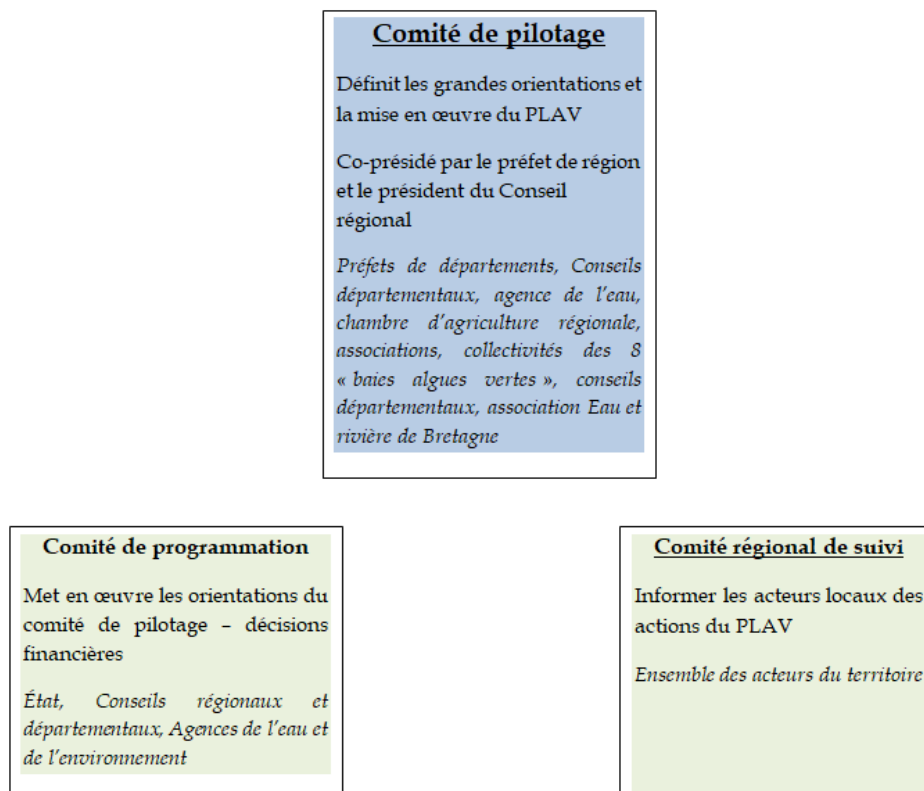 Comité de pilotage
Définit les grandes orientations et
la mise en œuvre du PLAV
Co-présidé par le préfet de région
et le président du Conseil
régional
Préfets de départements, Conseils
départementaux, agence de l’eau,
chambre d’agriculture régionale,
associations, collectivités des 8
« baies algues vertes », conseils
départementaux, association Eau et
rivière de Bretagne
Comité de programmation
Met en œuvre les orientations du
comité de pilotage – décisions
financières
État, Conseils régionaux et
départementaux, Agences de l’eau et
de l’environnement
Comité régional de suivi
Informer les acteurs locaux des
actions du PLAV
Ensemble des acteurs du territoire